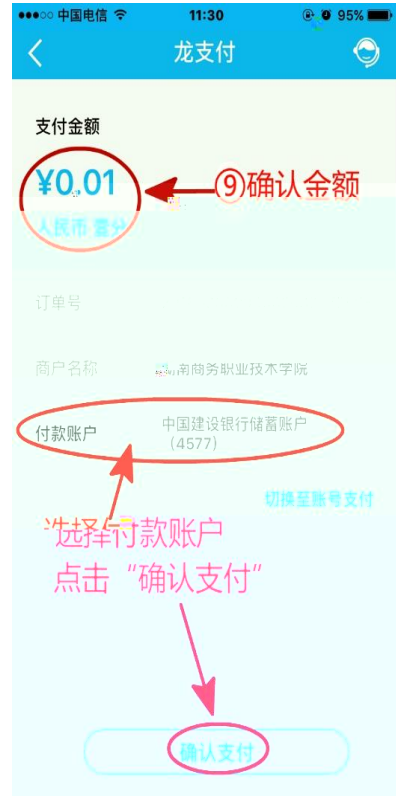 中国电信 11:30 95%
龙支付
支付金额
¥0.01
⑨确认金额
人民币 壹分
订单号
商户名称 南商务职业技术学院
付款账户 中国建设银行储蓄账户
（4577）
切换至账号支付
选择付款账户
点击“确认支付”
确认支付